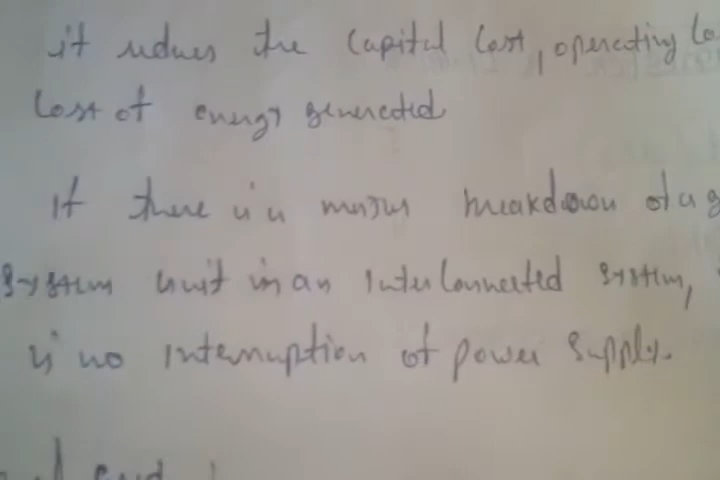 it reduces the Capital Cost, operating Co
Cost of energy generated
If there is a major breakdown of a g
System unit in an interconnected system,
is no interruption of power supply.